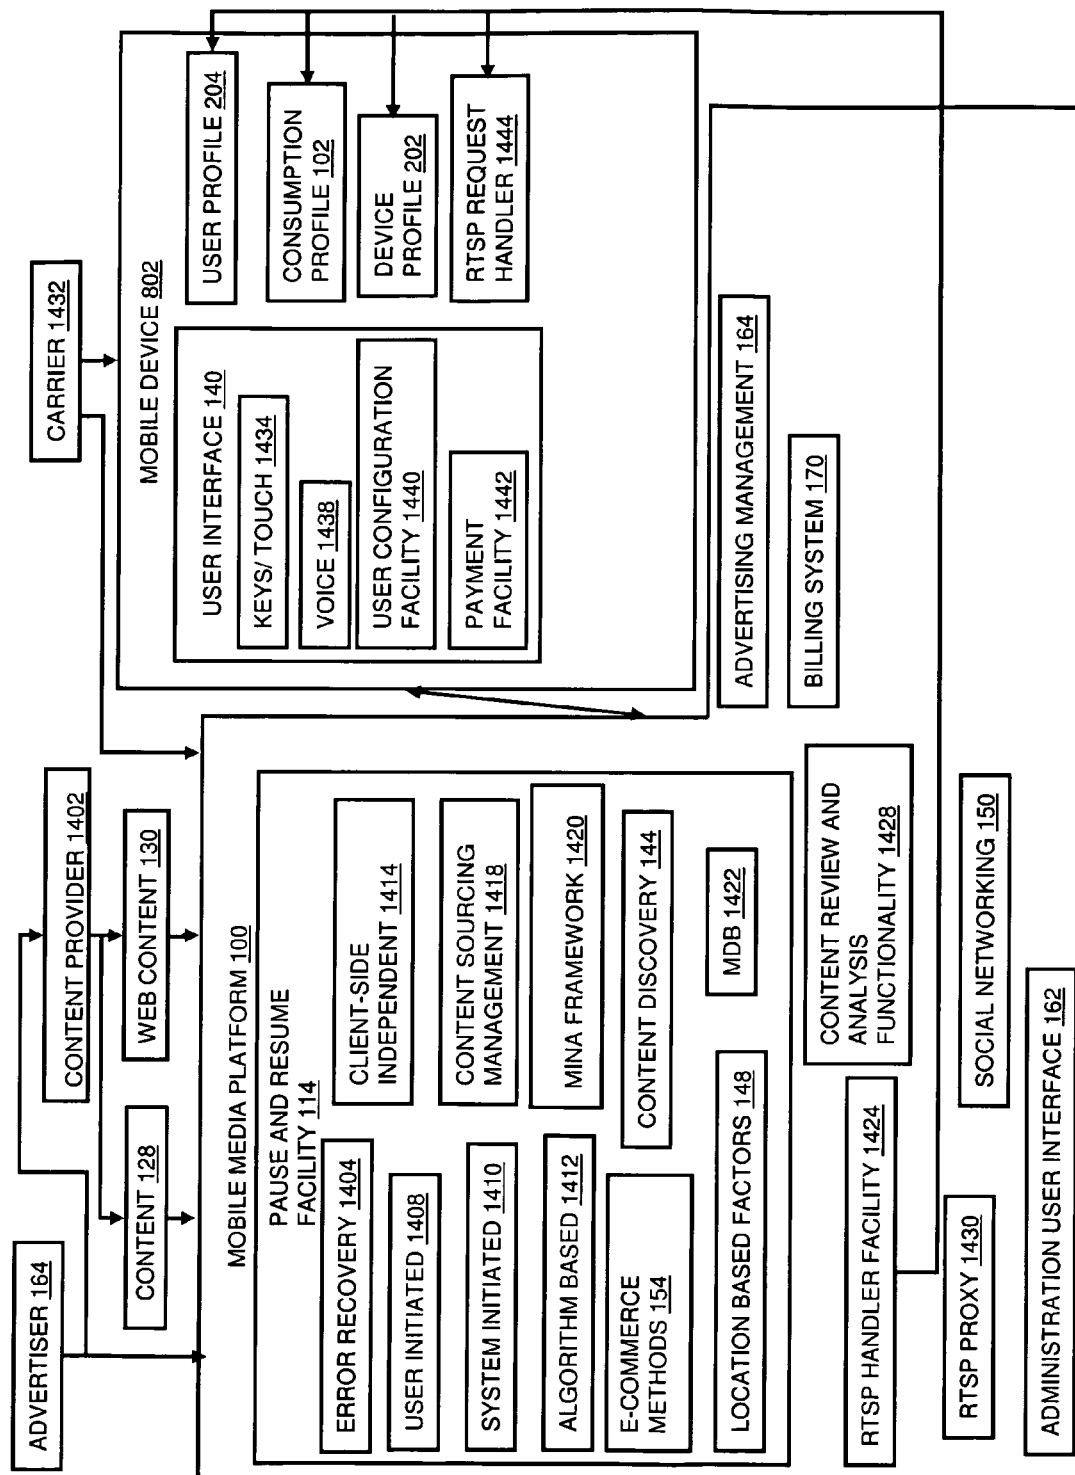 ADVERTISER 164
CONTENT PROVIDER 1402
CARRIER 1432
CONTENT 128
WEB CONTENT 130
MOBILE MEDIA PLATFORM 100
PAUSE AND RESUME
FACILITY 114
ERROR RECOVERY 1404
USER INITIATED 1408
SYSTEM INITIATED 1410
ALGORITHM BASED 1412
E-COMMERCE
METHODS 154
LOCATION BASED FACTORS 148
CLIENT-SIDE
INDEPENDENT 1414
CONTENT SOURCING
MANAGEMENT 1418
MINA FRAMEWORK 1420
CONTENT DISCOVERY 144
MDB 1422
RTSP HANDLER FACILITY 1424
CONTENT REVIEW AND
ANALYSIS
FUNCTIONALITY 1428
RTSP PROXY 1430
SOCIAL NETWORKING 150
ADMINISTRATION USER INTERFACE 162
ADVERTISING MANAGEMENT 164
BILLING SYSTEM 170
MOBILE DEVICE 802
USER INTERFACE 140
KEYS/ TOUCH 1434
VOICE 1438
USER CONFIGURATION
FACILITY 1440
PAYMENT
FACILITY 1442
USER PROFILE 204
CONSUMPTION
PROFILE 102
DEVICE
PROFILE 202
RTSP REQUEST
HANDLER 1444